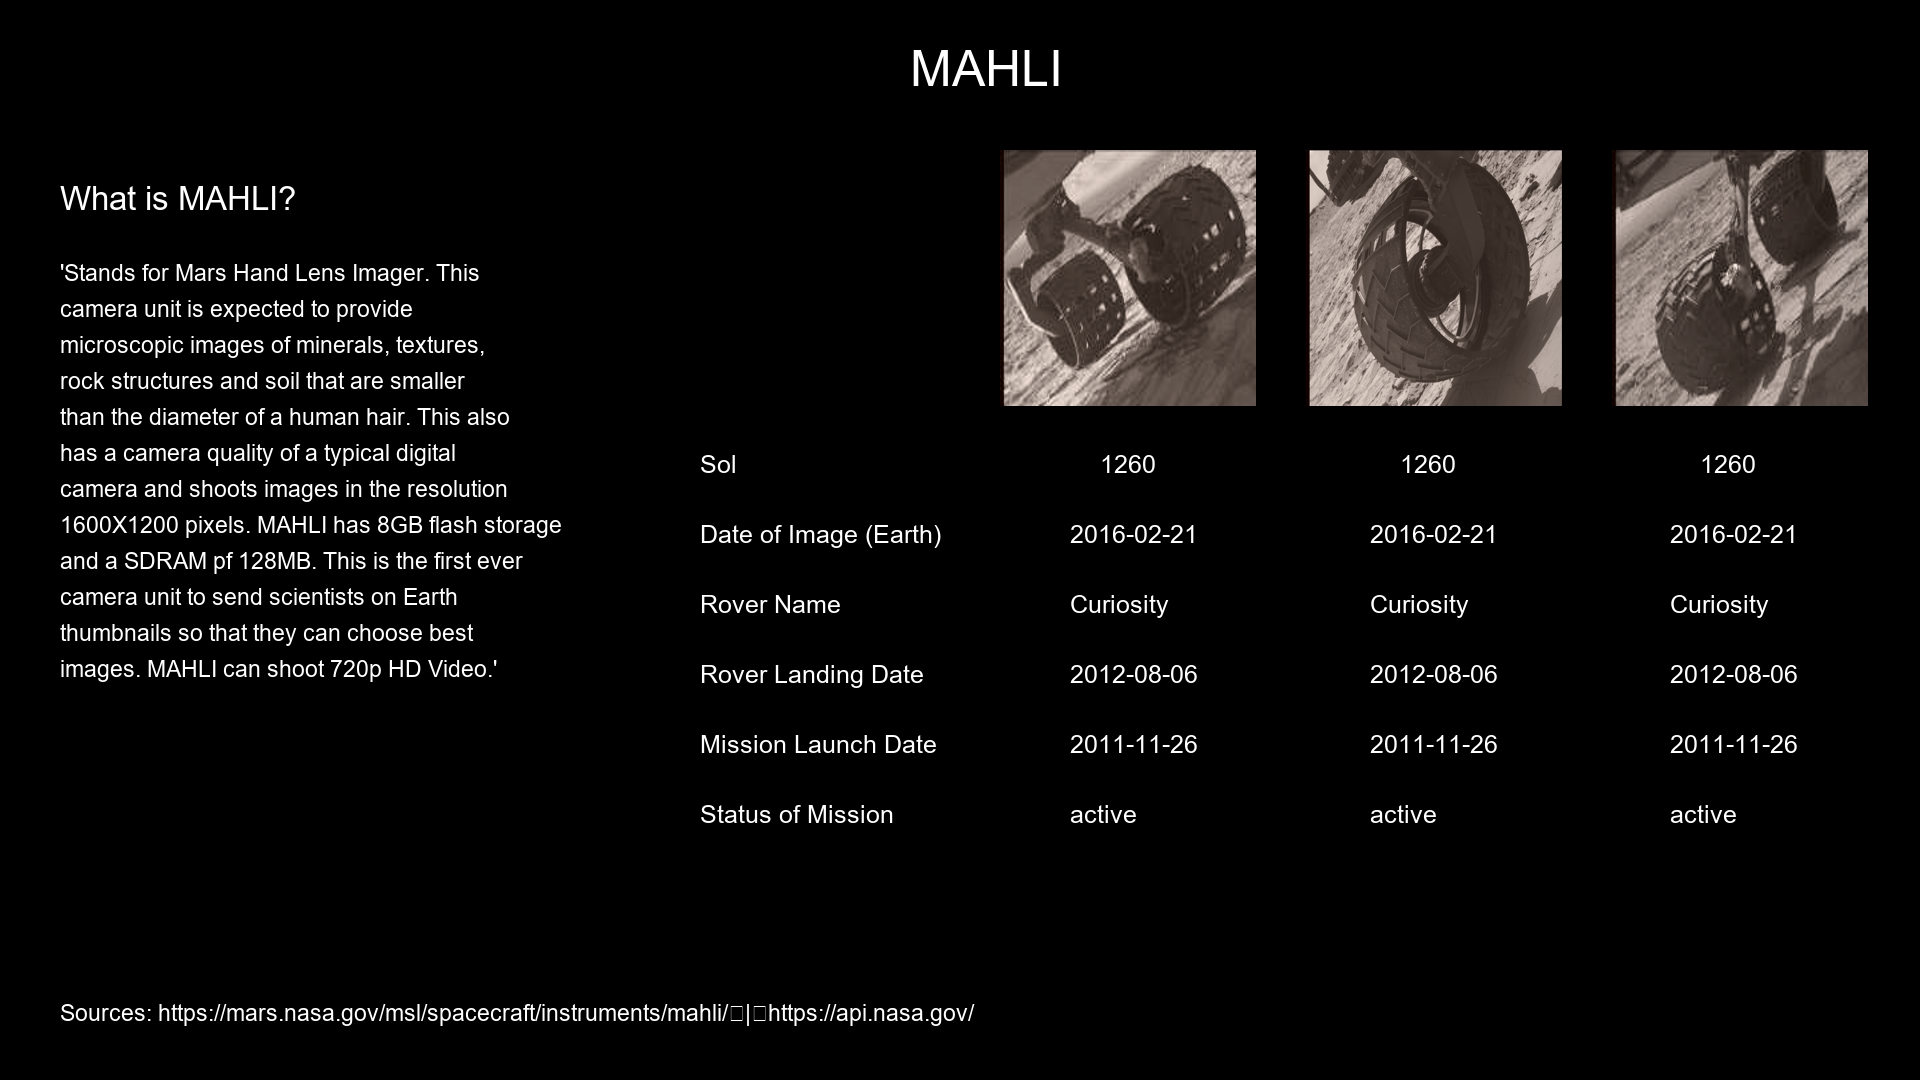 MAHLI
What is MAHLI?
'Stands for Mars Hand Lens Imager. This
camera unit is expected to provide
microscopic images of minerals, textures,
rock structures and soil that are smaller
than the diameter of a human hair. This also
has a camera quality of a typical digital
camera and shoots images in the resolution
1600X1200 pixels. MAHLI has 8GB flash storage
and a SDRAM pf 128MB. This is the first ever
camera unit to send scientists on Earth
thumbnails so that they can choose best
images. MAHLI can shoot 720p HD Video.'
Sol 1260 1260 1260
Date of Image (Earth) 2016-02-21 2016-02-21 2016-02-21
Rover Name Curiosity Curiosity Curiosity
Rover Landing Date 2012-08-06 2012-08-06 2012-08-06
Mission Launch Date 2011-11-26 2011-11-26 2011-11-26
Status of Mission active active active
Sources: https://mars.nasa.gov/msl/spacecraft/instruments/mahli/□|□https://api.nasa.gov/